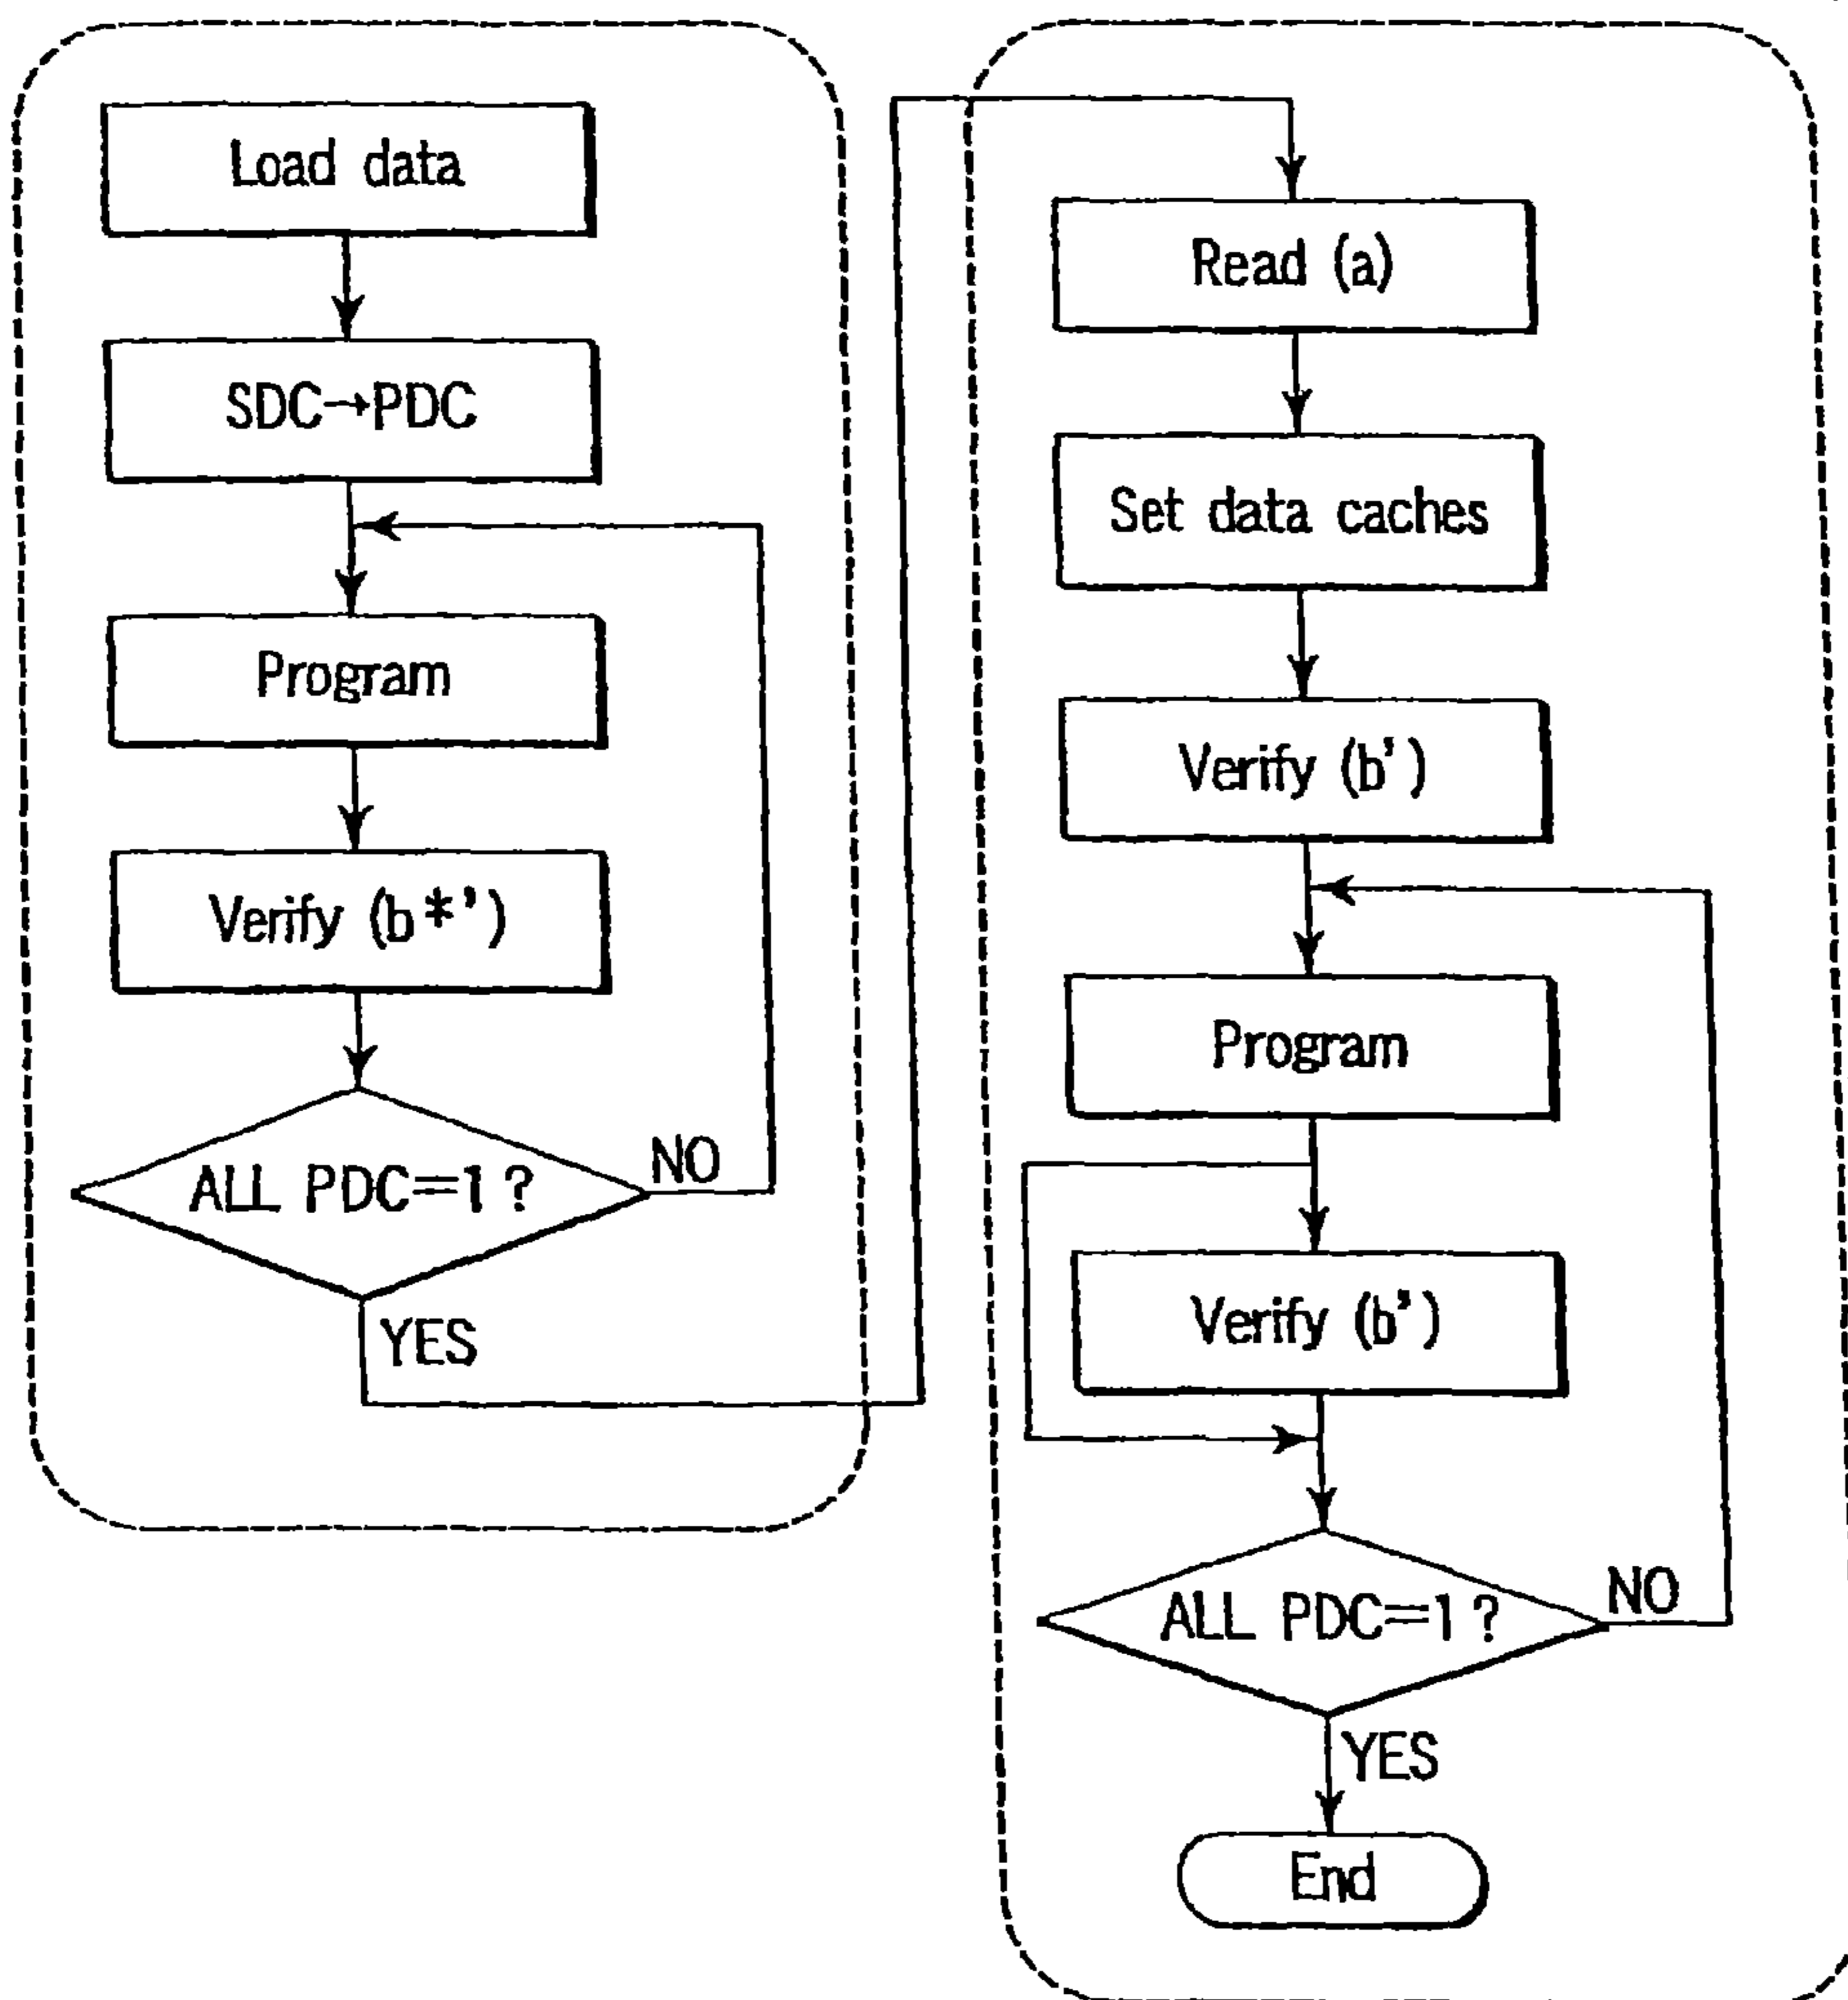 Load data
SDC→PDC
Program
Verify (b*')
ALL PDC=1?
NO
YES
Read (a)
Set data caches
Verify (b')
Program
Verify (b')
ALL PDC=1?
NO
YES
End